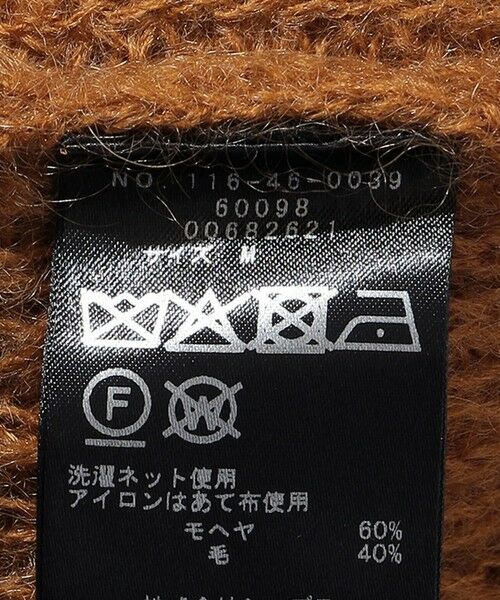 NO. 116-46-0039
60098
00682621
サイズ M
F W
洗濯ネット使用
アイロンはあて布使用
モヘヤ 60%
毛 40%